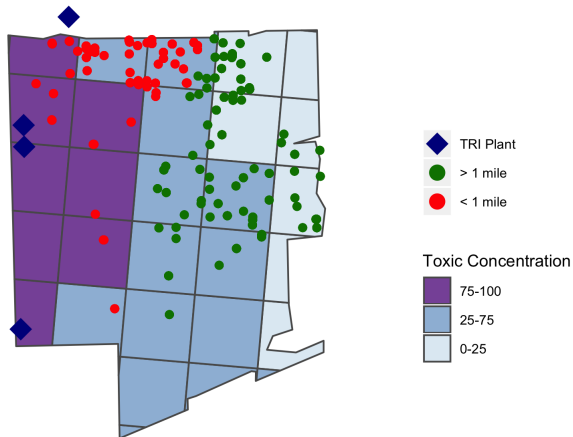 TRI Plant
> 1 mile
< 1 mile
Toxic Concentration
75-100
25-75
0-25